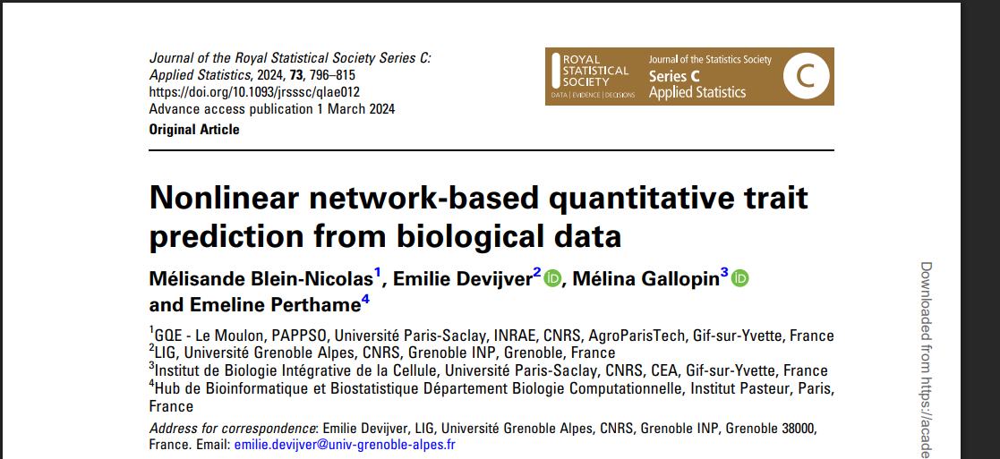 Journal of the Royal Statistical Society Series C:
Applied Statistics, 2024, 73, 796–815
https://doi.org/10.1093/jrsssc/qlae012
Advance access publication 1 March 2024
Original Article
ROYAL
STATISTICAL
SOCIETY
DATA | EVIDENCE | DECISIONS
Journal of the Statistics Society
Series C
Applied Statistics
C
Nonlinear network-based quantitative trait
prediction from biological data
Mélisande Blein-Nicolas1, Emilie Devijver2 iD, Mélina Gallopin3 iD
and Emeline Perthame4
1GQE - Le Moulon, PAPPSO, Université Paris-Saclay, INRAE, CNRS, AgroParisTech, Gif-sur-Yvette, France
2LIG, Université Grenoble Alpes, CNRS, Grenoble INP, Grenoble, France
3Institut de Biologie Intégrative de la Cellule, Université Paris-Saclay, CNRS, CEA, Gif-sur-Yvette, France
4Hub de Bioinformatique et Biostatistique Département Biologie Computationnelle, Institut Pasteur, Paris,
France
Address for correspondence: Emilie Devijver, LIG, Université Grenoble Alpes, CNRS, Grenoble INP, Grenoble 38000,
France. Email: emilie.devijver@univ-grenoble-alpes.fr
Downloaded from https://acade